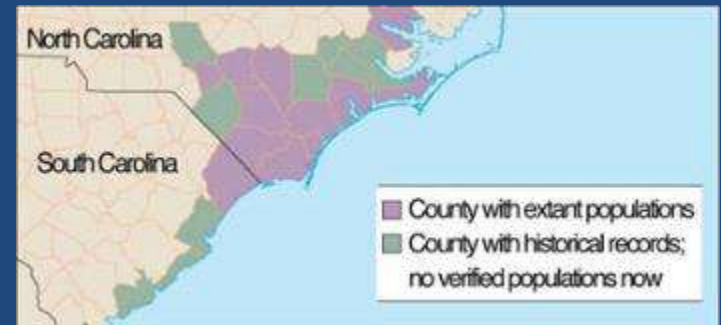 North Carolina
South Carolina
County with extant populations
County with historical records;
no verified populations now